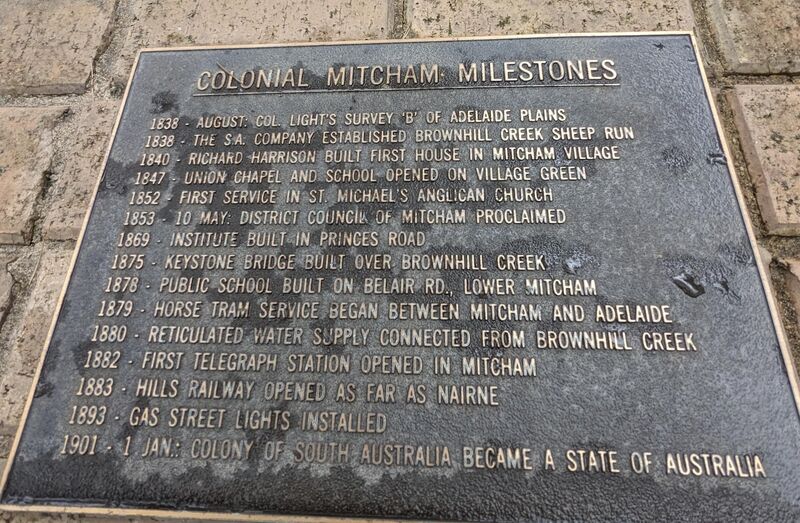 COLONIAL MITCHAM MILESTONES
1838 - AUGUST: COL. LIGHT'S SURVEY 'B' OF ADELAIDE PLAINS
1838 - THE S.A. COMPANY ESTABLISHED BROWNHILL CREEK SHEEP RUN
1840 - RICHARD HARRISON BUILT FIRST HOUSE IN MITCHAM VILLAGE
1847 - UNION CHAPEL AND SCHOOL OPENED ON VILLAGE GREEN
1852 - FIRST SERVICE IN ST. MICHAEL'S ANGLICAN CHURCH
1853 - 10 MAY: DISTRICT COUNCIL OF MITCHAM PROCLAIMED
1869 - INSTITUTE BUILT IN PRINCES ROAD
1875 - KEYSTONE BRIDGE BUILT OVER BROWNHILL CREEK
1878 - PUBLIC SCHOOL BUILT ON BELAIR RD., LOWER MITCHAM
1879 - HORSE TRAM SERVICE BEGAN BETWEEN MITCHAM AND ADELAIDE
1880 - RETICULATED WATER SUPPLY CONNECTED FROM BROWNHILL CREEK
1882 - FIRST TELEGRAPH STATION OPENED IN MITCHAM
1883 - HILLS RAILWAY OPENED AS FAR AS NAIRNE
1893 - GAS STREET LIGHTS INSTALLED
1901 - 1 JAN.: COLONY OF SOUTH AUSTRALIA BECAME A STATE OF AUSTRALIA